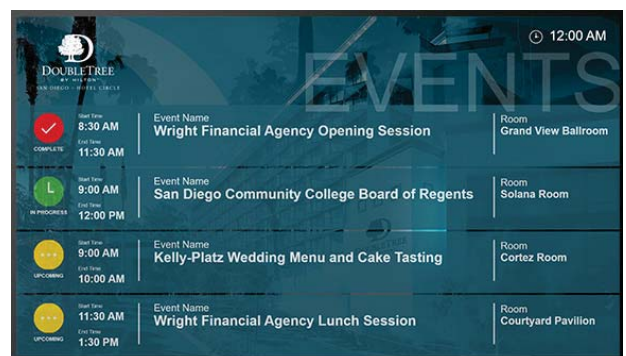 12:00 AM
EVENTS
DOUBLETREE
BY HILTON™
SAN DIEGO - HOTEL CIRCLE
COMPLETE
Start Time
8:30 AM
End Time
11:30 AM
Event Name
Wright Financial Agency Opening Session
Room
Grand View Ballroom
IN PROGRESS
Start Time
9:00 AM
End Time
12:00 PM
Event Name
San Diego Community College Board of Regents
Room
Solana Room
UPCOMING
Start Time
9:00 AM
End Time
10:00 AM
Event Name
Kelly-Platz Wedding Menu and Cake Tasting
Room
Cortez Room
UPCOMING
Start Time
11:30 AM
End Time
1:30 PM
Event Name
Wright Financial Agency Lunch Session
Room
Courtyard Pavilion
DOUBLETREE